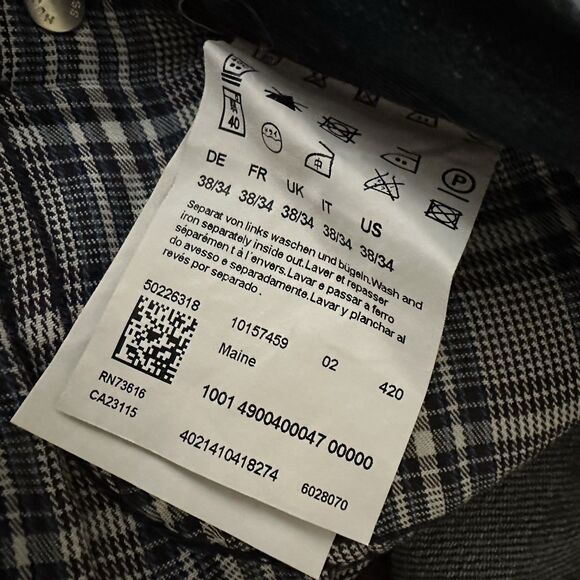 40
DE FR UK IT US
38/34 38/34 38/34 38/34 38/34
Separat von links waschen und bügeln.Wash and
iron separately inside out.Laver et repasser
séparément à l'envers.Lavar e passar a ferro
do avesso e separadamente.Lavar y planchar al
revés por separado.
50226318
10157459 02 420
Maine
RN73616
CA23115
1001 4900400047 00000
4021410418274
6028070
P